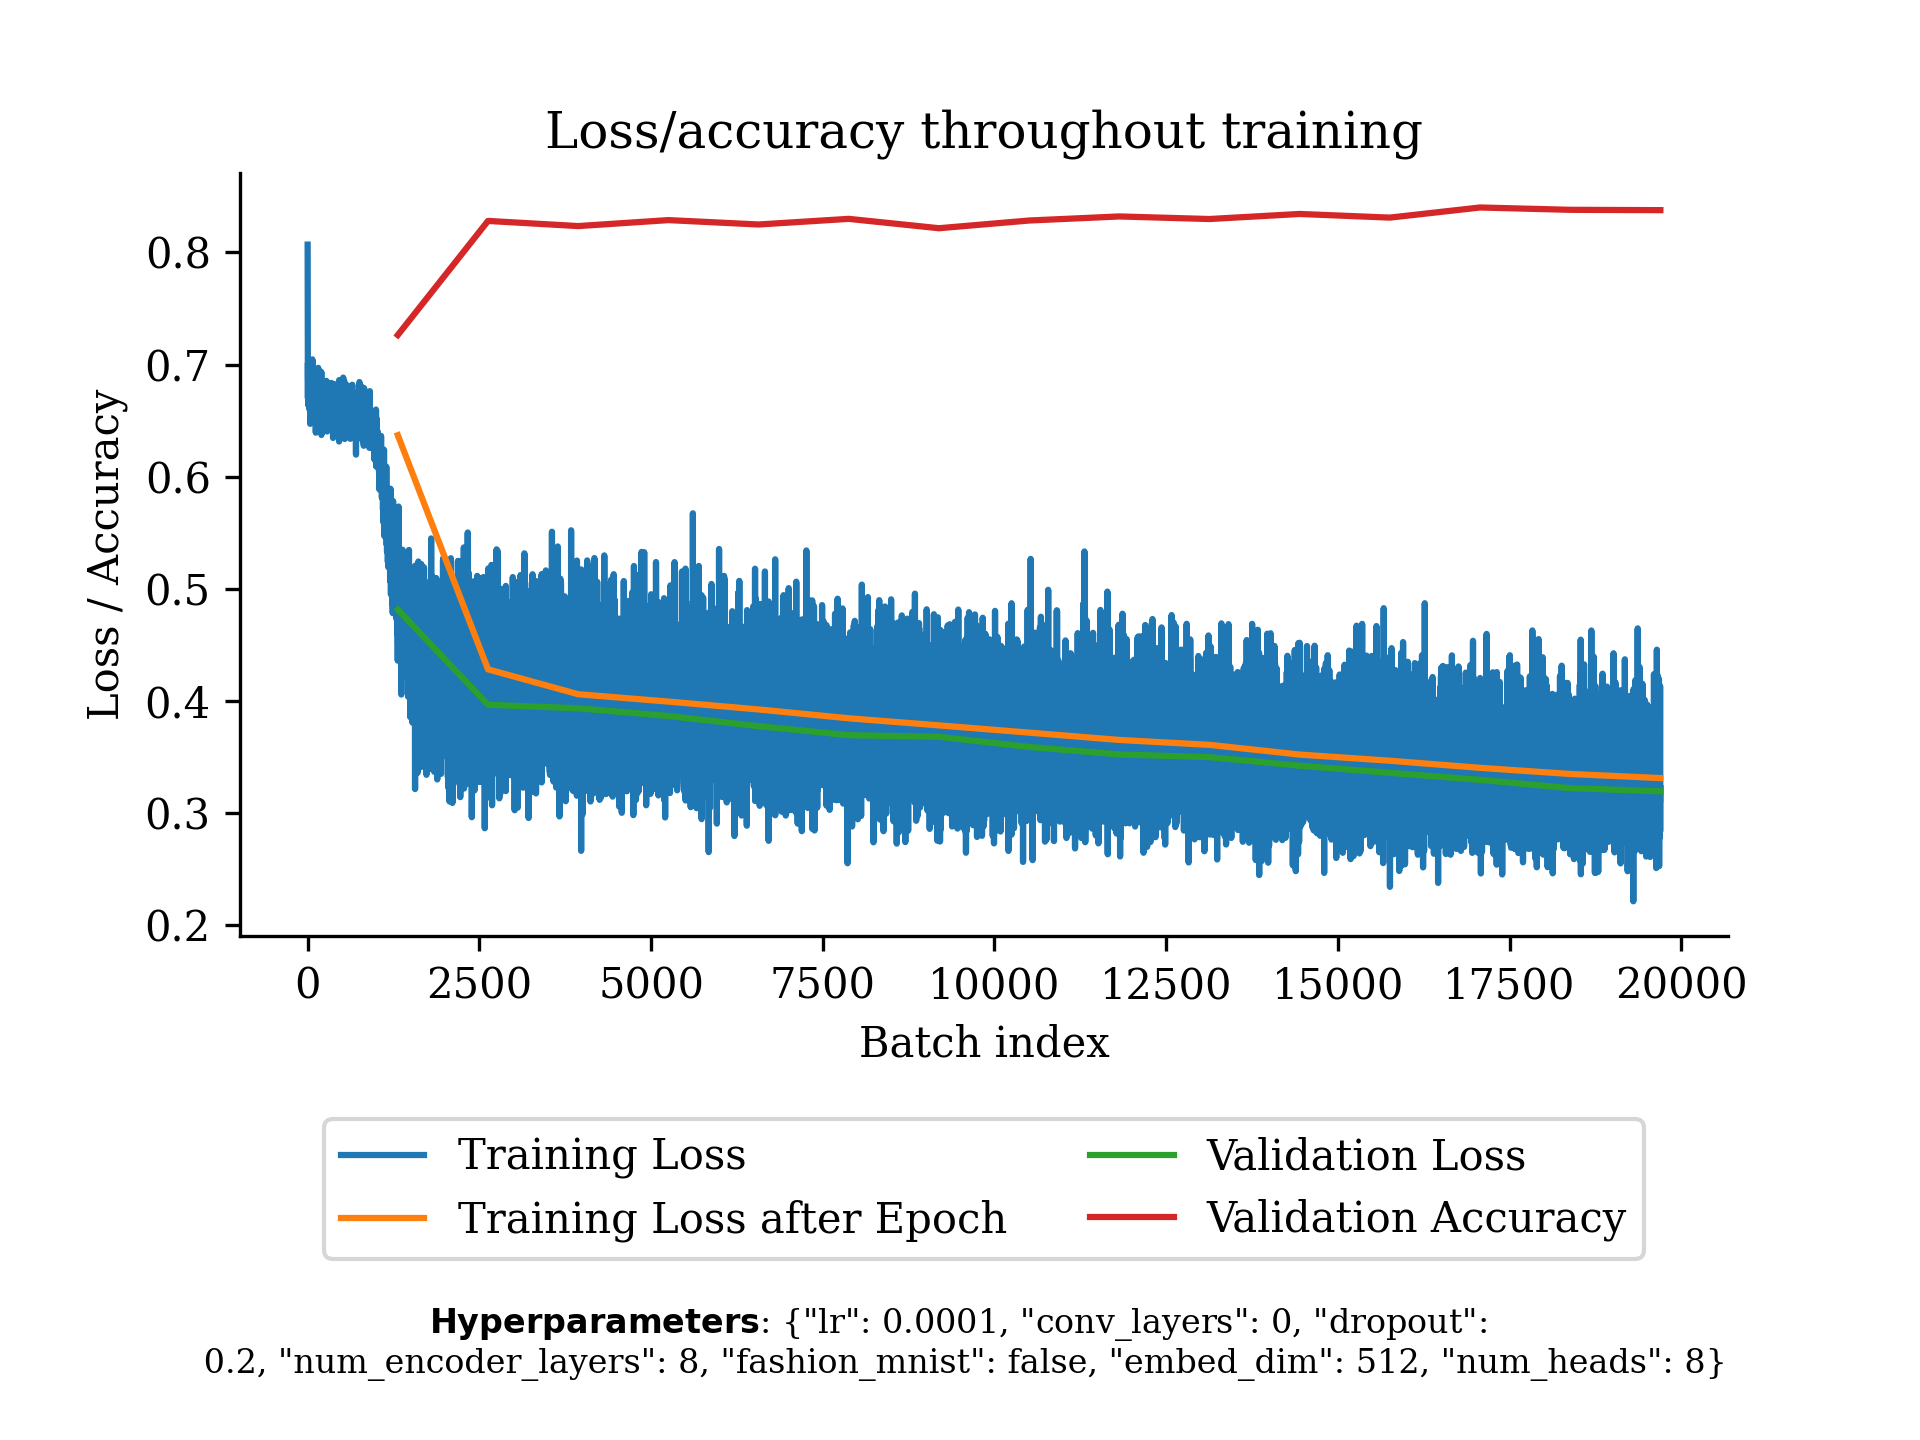 Loss/accuracy throughout training
Loss / Accuracy
0.8
0.7
0.6
0.5
0.4
0.3
0.2
0 2500 5000 7500 10000 12500 15000 17500 20000
Batch index
Training Loss Validation Loss
Training Loss after Epoch Validation Accuracy
Hyperparameters: {"lr": 0.0001, "conv_layers": 0, "dropout":
0.2, "num_encoder_layers": 8, "fashion_mnist": false, "embed_dim": 512, "num_heads": 8}